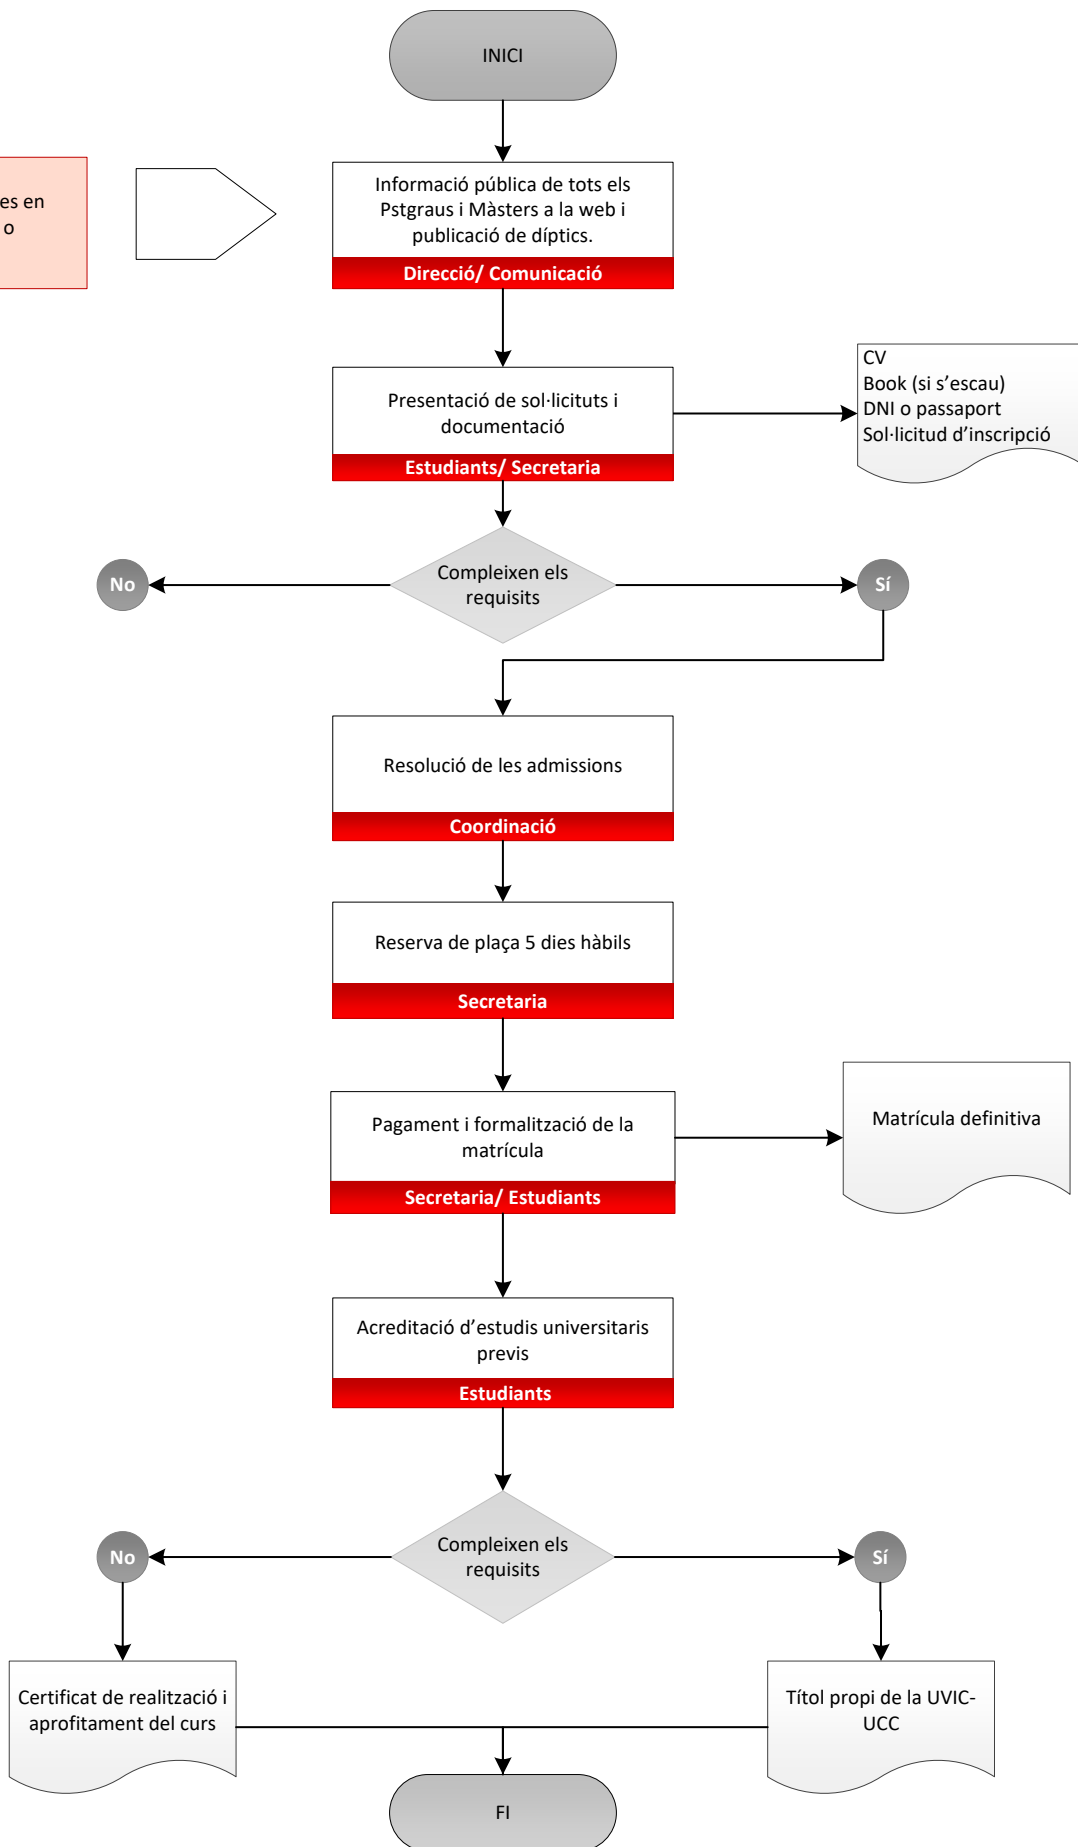 INICI
es en
o
Informació pública de tots els
Pstgraus i Màsters a la web i
publicació de díptics.
Direcció/ Comunicació
Presentació de sol·licituts i
documentació
Estudiants/ Secretaria
CV
Book (si s’escau)
DNI o passaport
Sol·licitud d’inscripció
No
Compleixen els
requisits
Sí
Resolució de les admissions
Coordinació
Reserva de plaça 5 dies hàbils
Secretaria
Pagament i formalització de la
matrícula
Secretaria/ Estudiants
Matrícula definitiva
Acreditació d’estudis universitaris
previs
Estudiants
No
Compleixen els
requisits
Sí
Certificat de realització i
aprofitament del curs
Títol propi de la UVIC-
UCC
FI